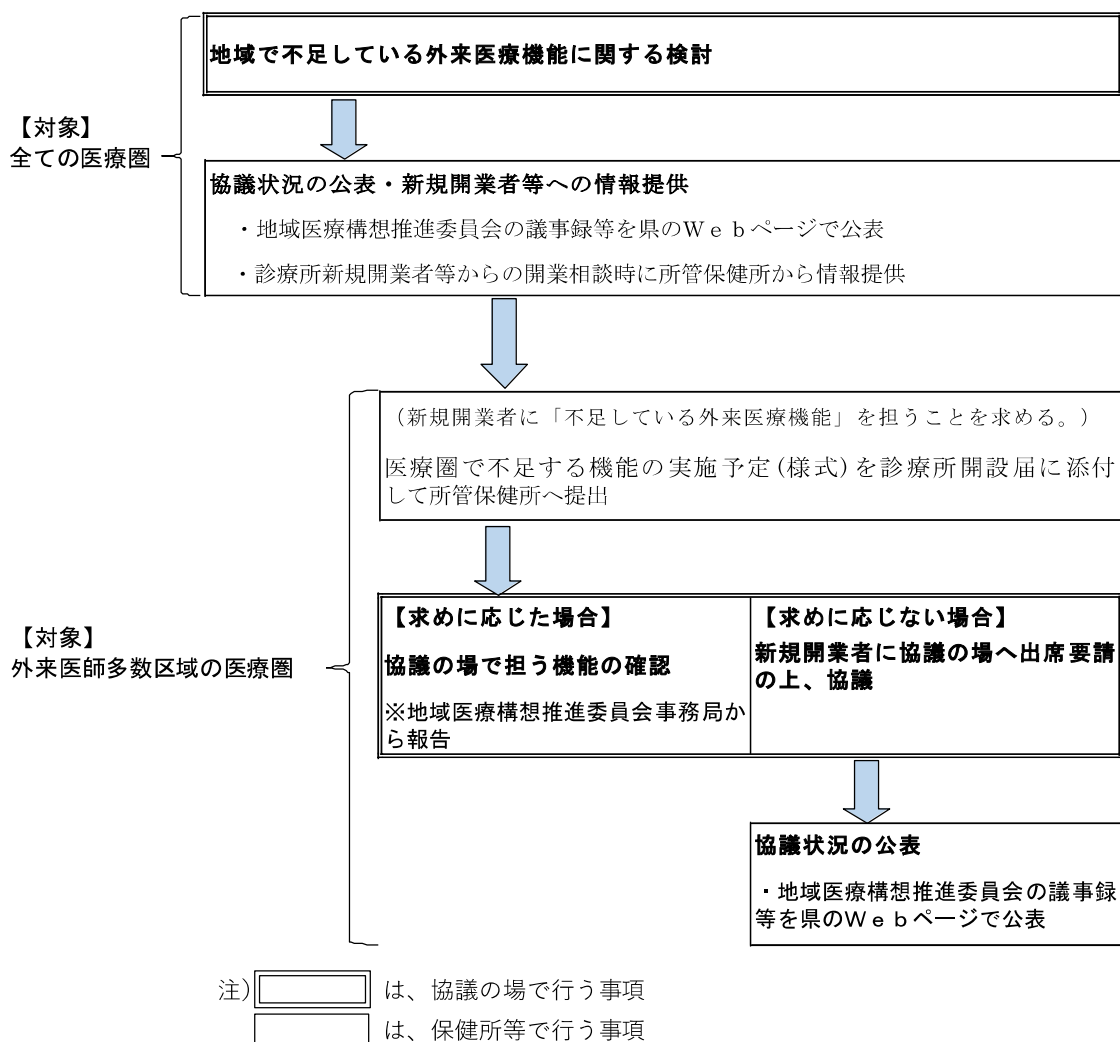 地域で不足している外来医療機能に関する検討
【対象】
全ての医療圏
協議状況の公表・新規開業者等への情報提供
・地域医療構想推進委員会の議事録等を県のＷｅｂページで公表
・診療所新規開業者等からの開業相談時に所管保健所から情報提供
（新規開業者に「不足している外来医療機能」を担うことを求める。）
医療圏で不足する機能の実施予定(様式)を診療所開設届に添付
して所管保健所へ提出
【対象】
外来医師多数区域の医療圏
【求めに応じた場合】
協議の場で担う機能の確認
※地域医療構想推進委員会事務局か
ら報告
【求めに応じない場合】
新規開業者に協議の場へ出席要請
の上、協議
協議状況の公表
・地域医療構想推進委員会の議事録
等を県のＷｅｂページで公表
注) は、協議の場で行う事項
は、保健所等で行う事項